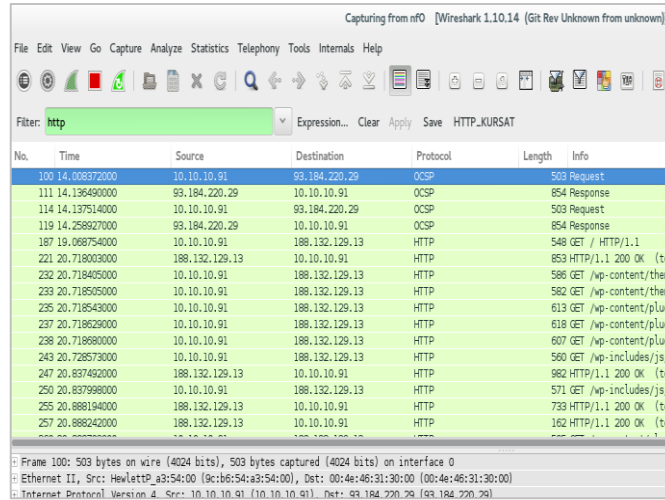 Capturing from nf0 [Wireshark 1.10.14 (Git Rev Unknown from unknown)]
File Edit View Go Capture Analyze Statistics Telephony Tools Internals Help
Filter: http Expression... Clear Apply Save HTTP_KURSAT
No. Time Source Destination Protocol Length Info
100 14.008372000 10.10.10.91 93.184.220.29 OCSP 503 Request
111 14.136490000 93.184.220.29 10.10.10.91 OCSP 854 Response
114 14.137514000 10.10.10.91 93.184.220.29 OCSP 503 Request
119 14.258927000 93.184.220.29 10.10.10.91 OCSP 854 Response
187 19.068754000 10.10.10.91 188.132.129.13 HTTP 548 GET / HTTP/1.1
221 20.718003000 188.132.129.13 10.10.10.91 HTTP 853 HTTP/1.1 200 OK (t
232 20.718405000 10.10.10.91 188.132.129.13 HTTP 586 GET /wp-content/the
233 20.718505000 10.10.10.91 188.132.129.13 HTTP 582 GET /wp-content/the
235 20.718543000 10.10.10.91 188.132.129.13 HTTP 613 GET /wp-content/plu
237 20.718629000 10.10.10.91 188.132.129.13 HTTP 618 GET /wp-content/plu
238 20.718680000 10.10.10.91 188.132.129.13 HTTP 607 GET /wp-content/plu
243 20.728573000 10.10.10.91 188.132.129.13 HTTP 560 GET /wp-includes/js
247 20.837492000 188.132.129.13 10.10.10.91 HTTP 982 HTTP/1.1 200 OK (t
250 20.837998000 10.10.10.91 188.132.129.13 HTTP 571 GET /wp-includes/js
255 20.888194000 188.132.129.13 10.10.10.91 HTTP 733 HTTP/1.1 200 OK (t
257 20.888242000 188.132.129.13 10.10.10.91 HTTP 162 HTTP/1.1 200 OK (t
Frame 100: 503 bytes on wire (4024 bits), 503 bytes captured (4024 bits) on interface 0
Ethernet II, Src: HewlettP_a3:54:00 (9c:b6:54:a3:54:00), Dst: 00:4e:46:31:30:00 (00:4e:46:31:30:00)
Internet Protocol Version 4, Src: 10.10.10.91 (10.10.10.91), Dst: 93.184.220.29 (93.184.220.29)